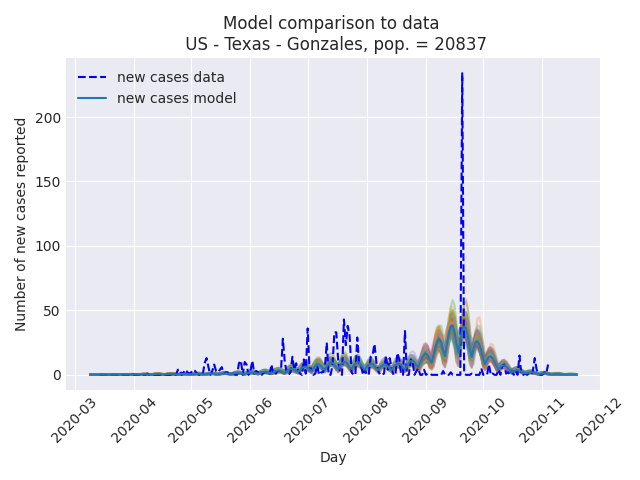 Model comparison to data
US - Texas - Gonzales, pop. = 20837
new cases data
new cases model
Number of new cases reported
200
150
100
50
0
2020-03
2020-04
2020-05
2020-06
2020-07
2020-08
2020-09
2020-10
2020-11
2020-12
Day